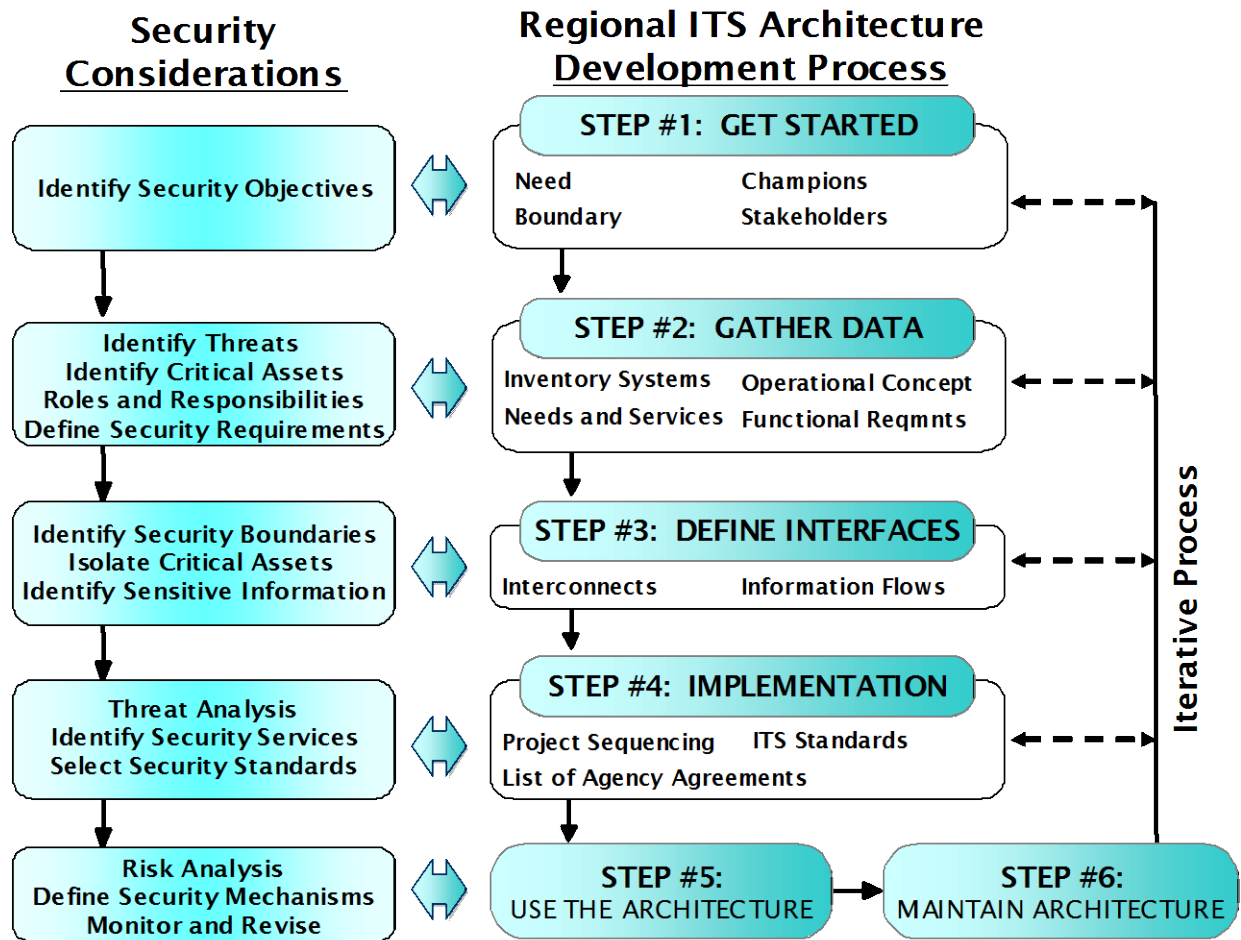 Security
Considerations
Regional ITS Architecture
Development Process
Identify Security Objectives
STEP #1: GET STARTED
Need
Champions
Boundary
Stakeholders
Identify Threats
Identify Critical Assets
Roles and Responsibilities
Define Security Requirements
STEP #2: GATHER DATA
Inventory Systems
Operational Concept
Needs and Services
Functional Reqmnts
Identify Security Boundaries
Isolate Critical Assets
Identify Sensitive Information
STEP #3: DEFINE INTERFACES
Interconnects
Information Flows
Threat Analysis
Identify Security Services
Select Security Standards
STEP #4: IMPLEMENTATION
Project Sequencing
ITS Standards
List of Agency Agreements
Risk Analysis
Define Security Mechanisms
Monitor and Revise
STEP #5:
USE THE ARCHITECTURE
STEP #6:
MAINTAIN ARCHITECTURE
Iterative Process